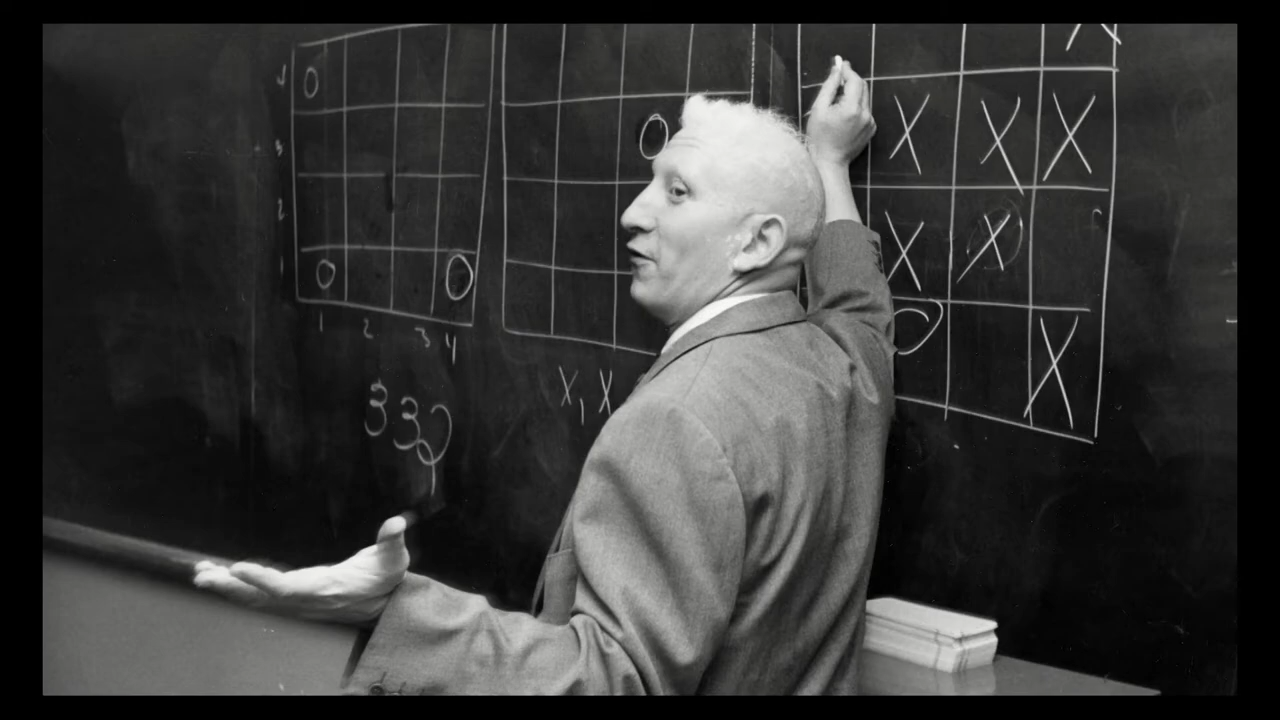 4 O
3 O X X X
2 X X
1 O O O X
1 2 3 4
X, X
332